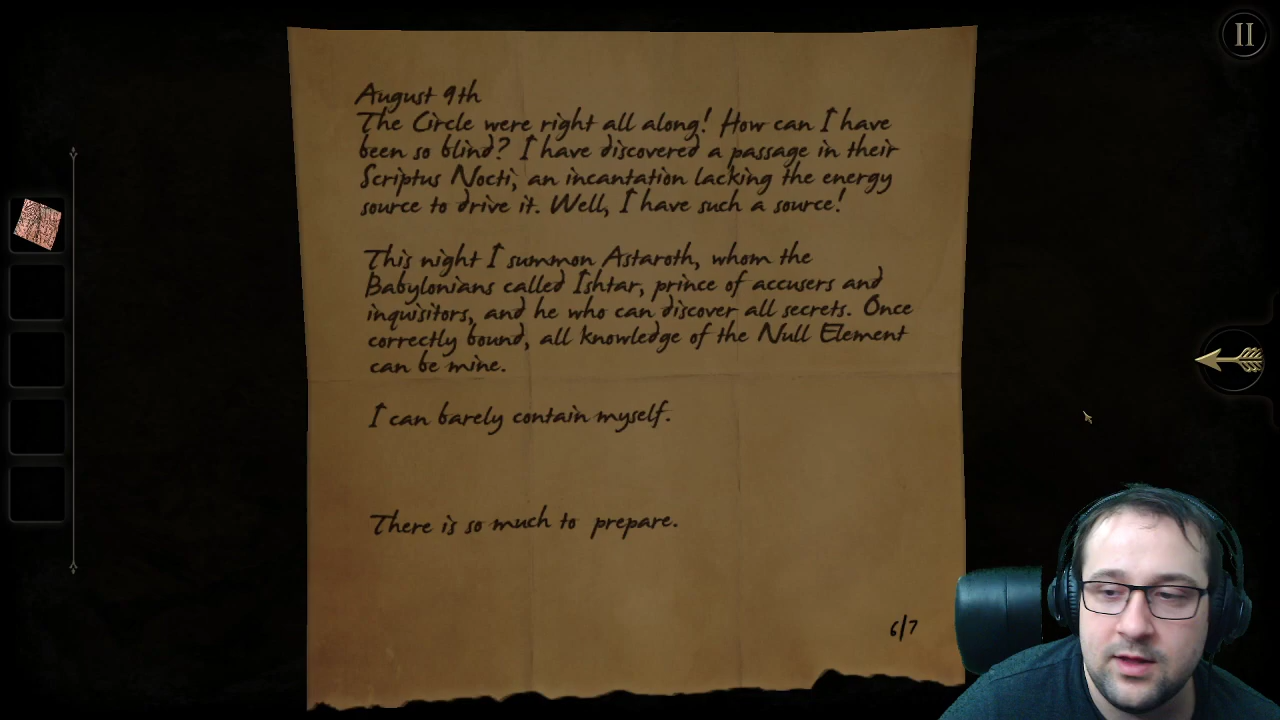 August 9th
The Circle were right all along! How can I have
been so blind? I have discovered a passage in their
Scriptus Nocti, an incantation lacking the energy
source to drive it. Well, I have such a source!
This night I summon Astaroth, whom the
Babylonians called Ishtar, prince of accusers and
inquisitors, and he who can discover all secrets. Once
correctly bound, all knowledge of the Null Element
can be mine.
I can barely contain myself.
There is so much to prepare.
6/7